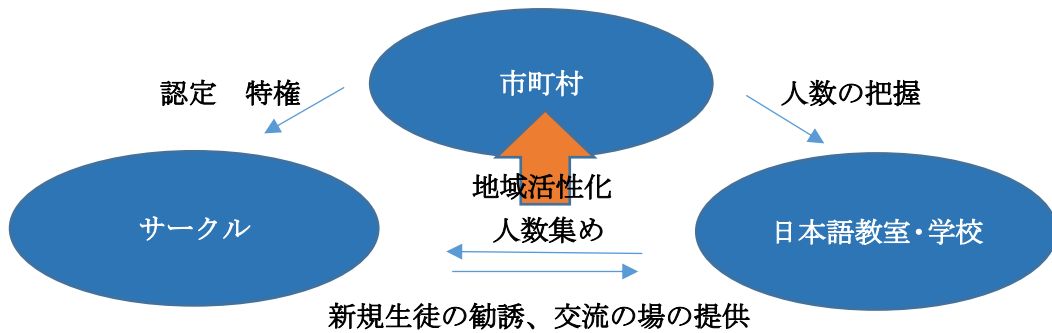 市町村
認定　特権
人数の把握
地域活性化
サークル
人数集め
日本語教室・学校
新規生徒の勧誘、交流の場の提供